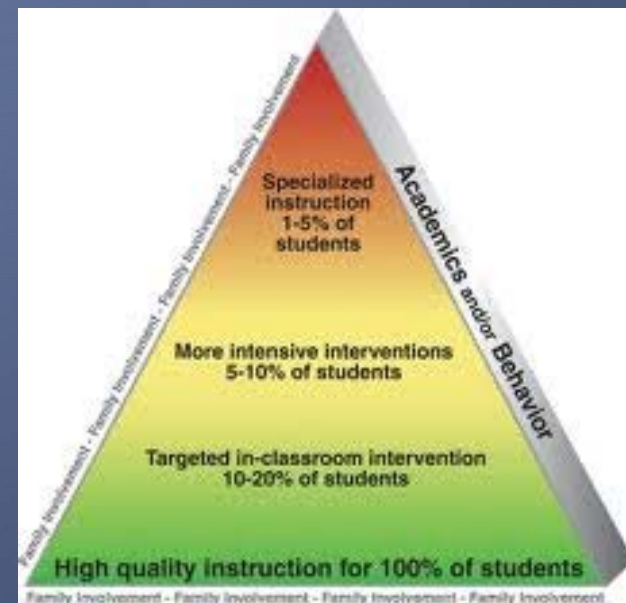 Specialized
instruction
1-5% of
students
More intensive interventions
5-10% of students
Targeted in-classroom intervention
10-20% of students
High quality instruction for 100% of students
Family Involvement - Family Involvement - Family Involvement - Family Involvement
Academics and/or Behavior
Family Involvement - Family Involvement - Family Involvement - Family Involvement